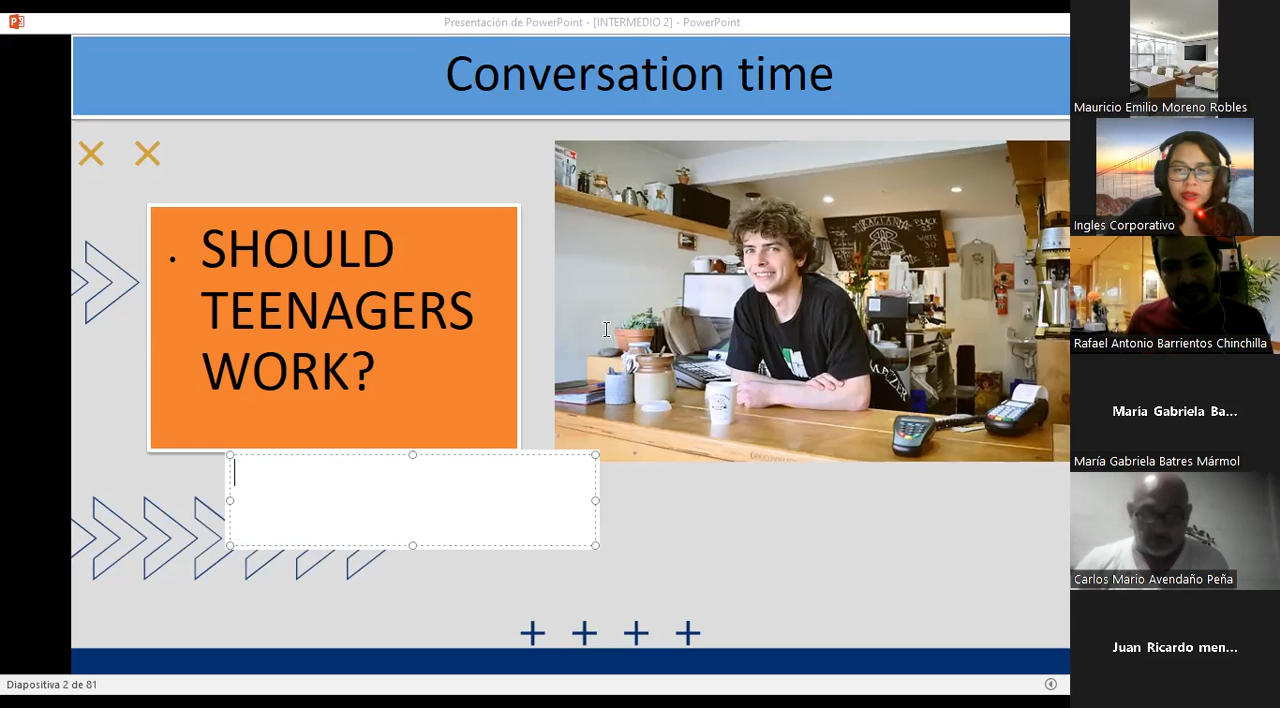 Presentación de PowerPoint - [INTERMEDIO 2] - PowerPoint
Conversation time
• SHOULD
TEENAGERS
WORK?
Mauricio Emilio Moreno Robles
Ingles Corporativo
Rafael Antonio Barrientos Chinchilla
María Gabriela Ba...
María Gabriela Batres Mármol
Carlos Mario Avendaño Peña
Juan Ricardo men...
Diapositiva 2 de 81